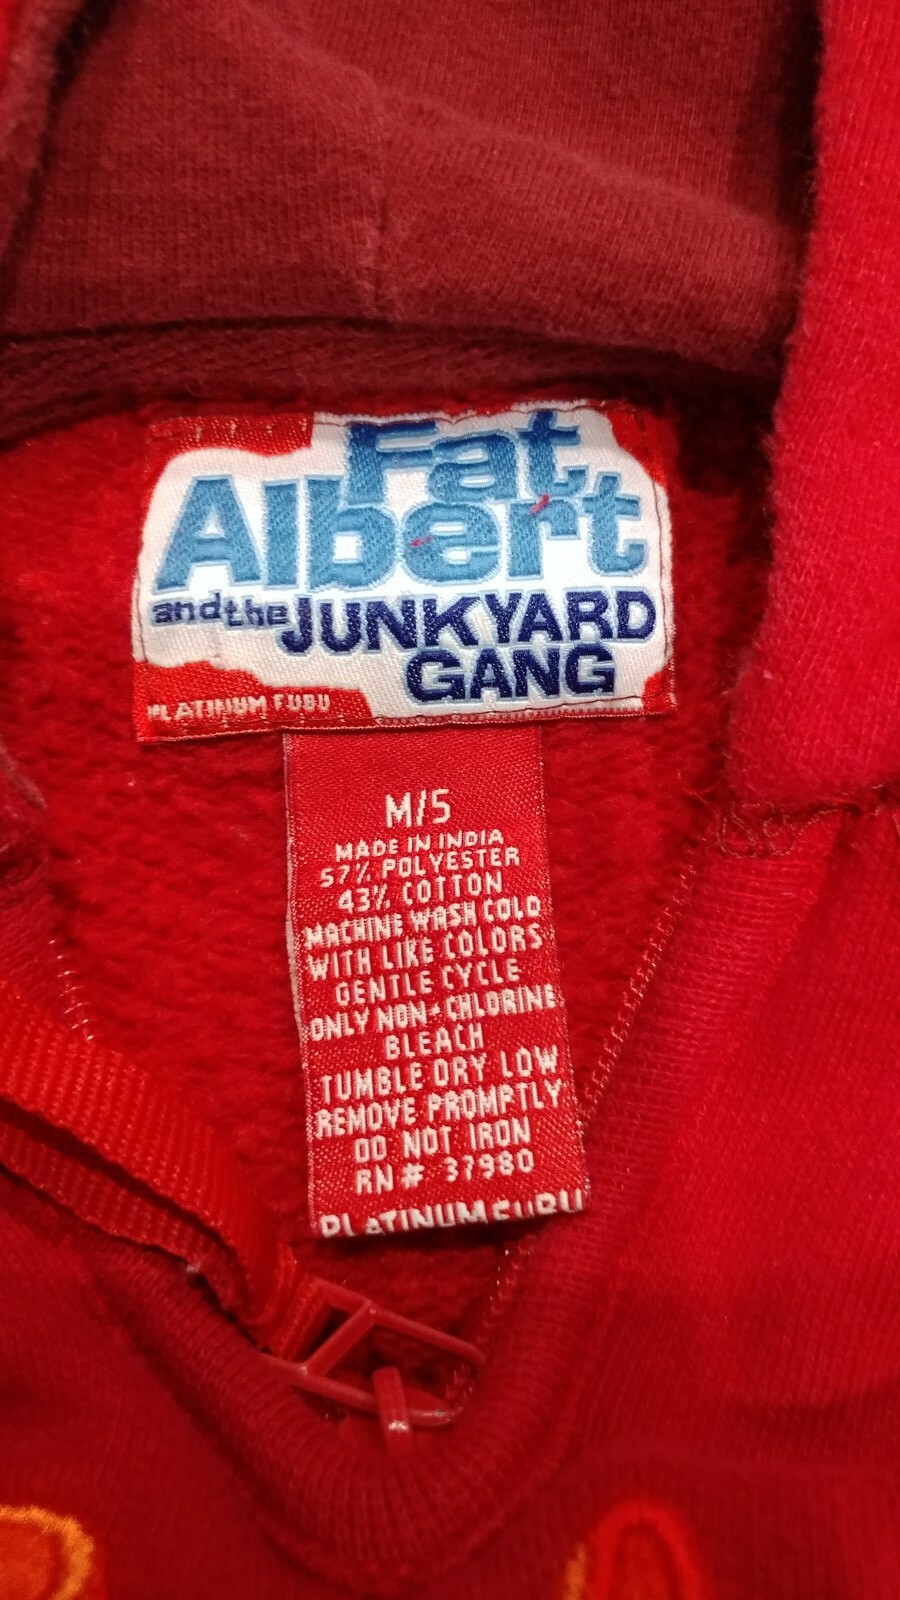 Fat
Albert
and the JUNKYARD
GANG
PLATINUM FUBU
M/5
MADE IN INDIA
57% POLYESTER
43% COTTON
MACHINE WASH COLD
WITH LIKE COLORS
GENTLE CYCLE
ONLY NON-CHLORINE
BLEACH
TUMBLE DRY LOW
REMOVE PROMPTLY
DO NOT IRON
RN# 37980
PLATINUM FUBU